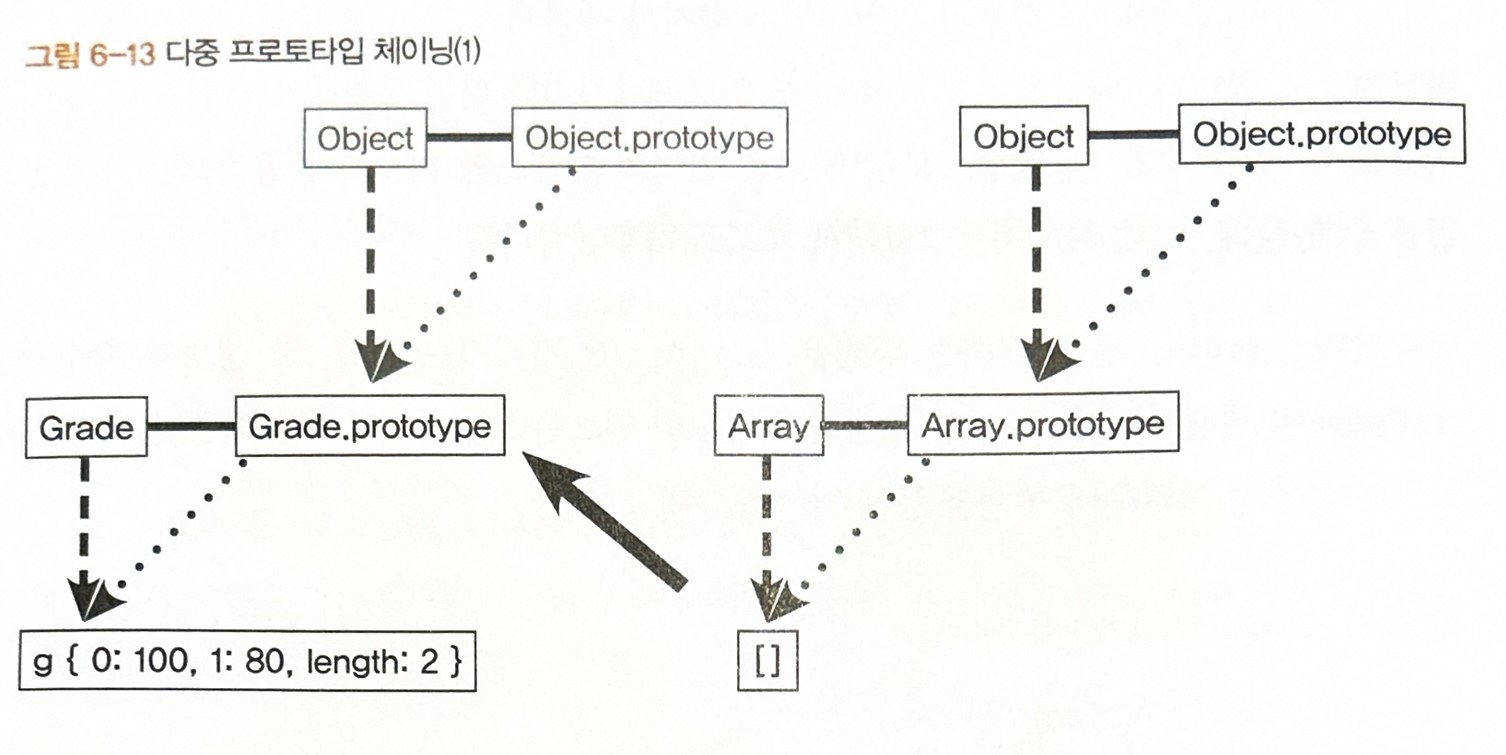 그림 6-13 다중 프로토타입 체이닝(1)
Object
Object.prototype
Object
Object.prototype
Grade
Grade.prototype
Array
Array.prototype
g { 0: 100, 1: 80, length: 2 }
[ ]